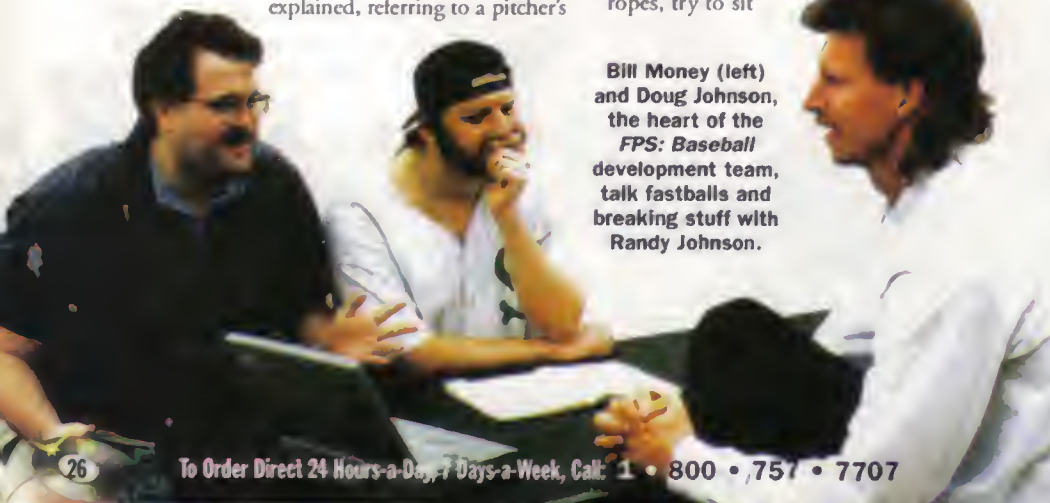 explained, referring to a pitcher's
ropes, try to sit
Bill Money (left)
and Doug Johnson,
the heart of the
FPS: Baseball
development team,
talk fastballs and
breaking stuff with
Randy Johnson.
26
To Order Direct 24 Hours-a-Day, 7 Days-a-Week, Call: 1 • 800 • 757 • 7707